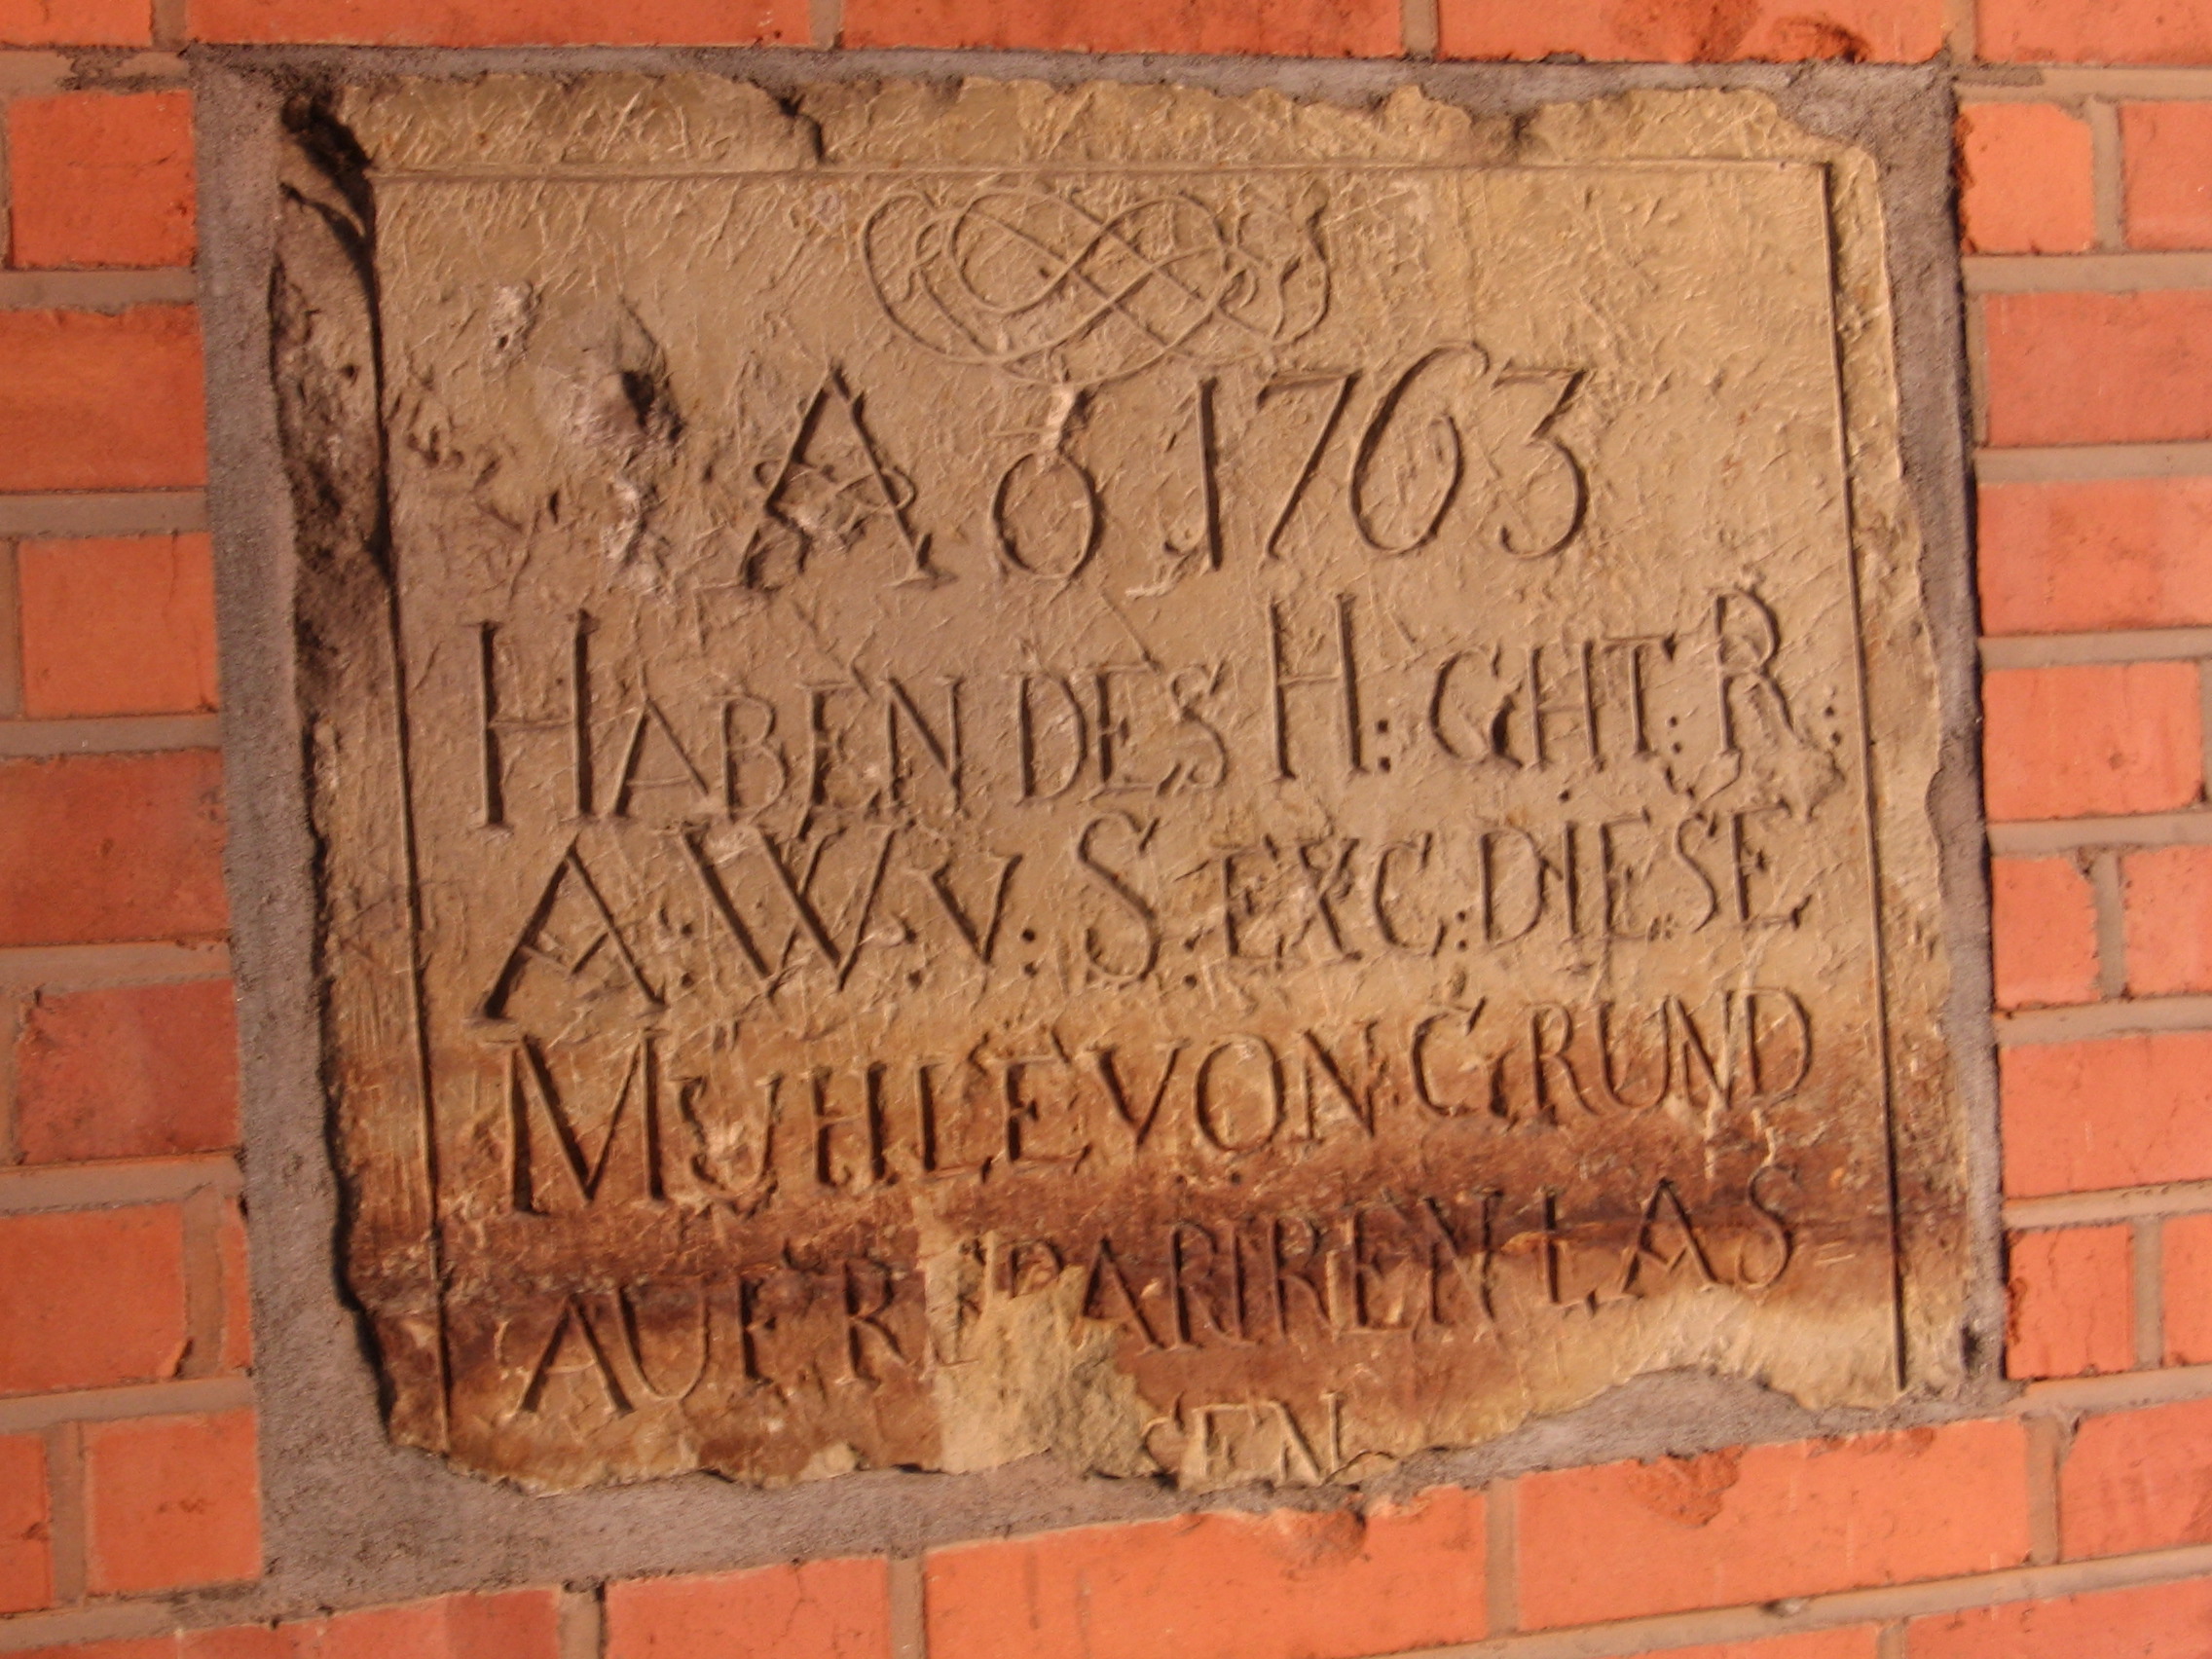 Aō 1763
HABEN DES H: GHT: R:
A: W. v: S: EXC: DIESE
MUHLE VON GRUND
AUF REPARIREN LAS=
SEN